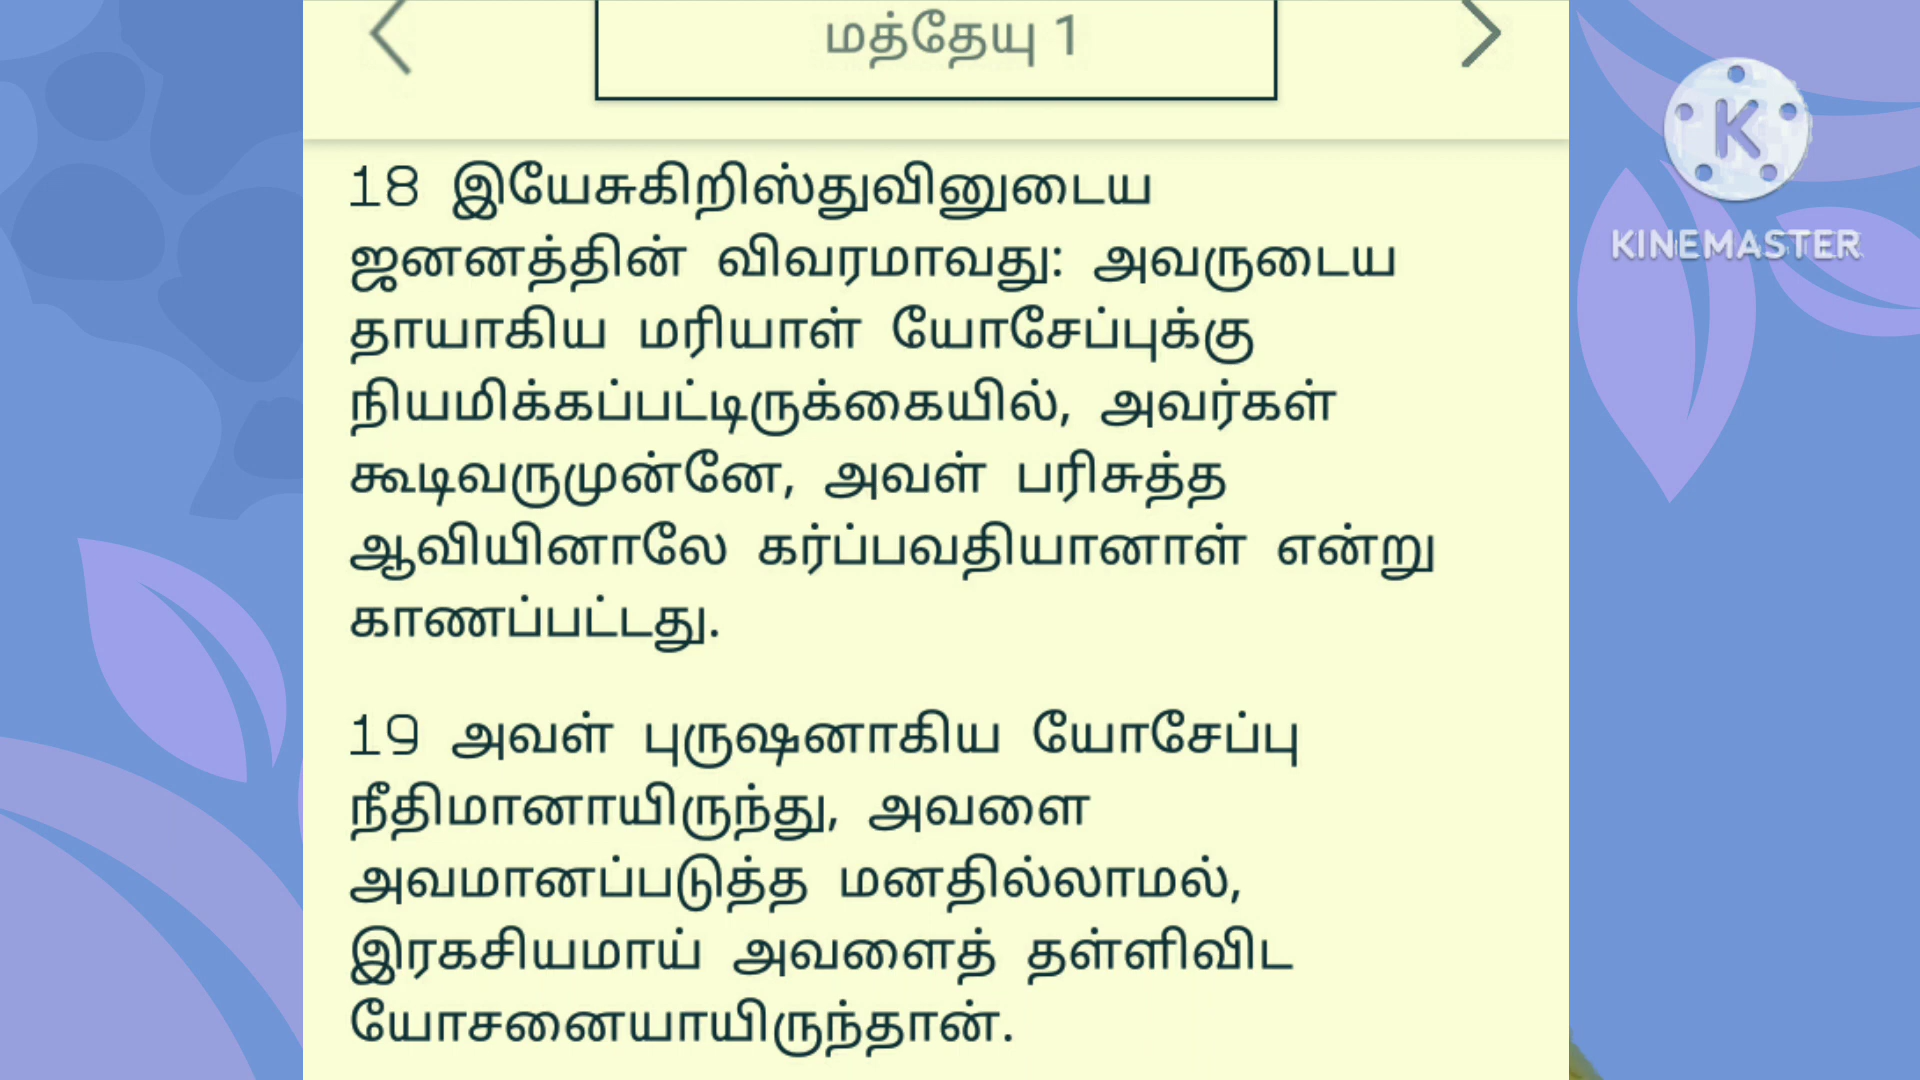 மத்தேயு 1
KINEMASTER
18 இயேசுகிறிஸ்துவினுடைய
ஜனனத்தின் விவரமாவது: அவருடைய
தாயாகிய மரியாள் யோசேப்புக்கு
நியமிக்கப்பட்டிருக்கையில், அவர்கள்
கூடிவருமுன்னே, அவள் பரிசுத்த
ஆவியினாலே கர்ப்பவதியானாள் என்று
காணப்பட்டது.
19 அவள் புருஷனாகிய யோசேப்பு
நீதிமானாயிருந்து, அவளை
அவமானப்படுத்த மனதில்லாமல்,
இரகசியமாய் அவளைத் தள்ளிவிட
யோசனையாயிருந்தான்.